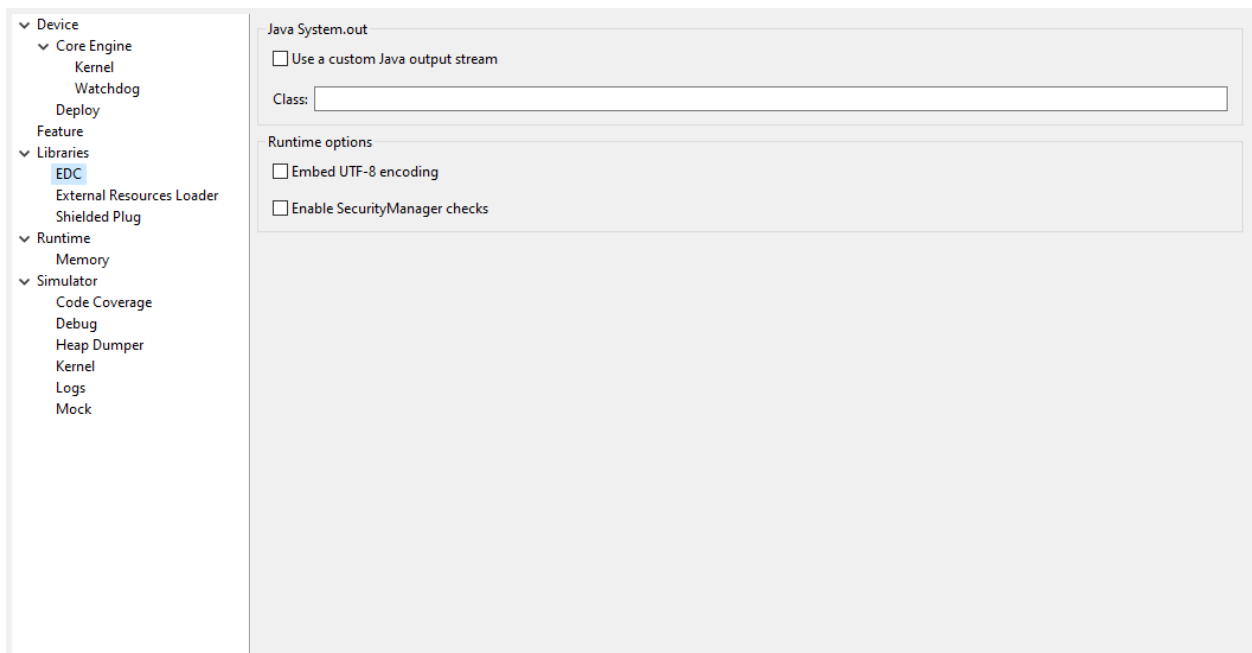 Device
Core Engine
Kernel
Watchdog
Deploy
Feature
Libraries
EDC
External Resources Loader
Shielded Plug
Runtime
Memory
Simulator
Code Coverage
Debug
Heap Dumper
Kernel
Logs
Mock
Java System.out
Use a custom Java output stream
Class:
Runtime options
Embed UTF-8 encoding
Enable SecurityManager checks